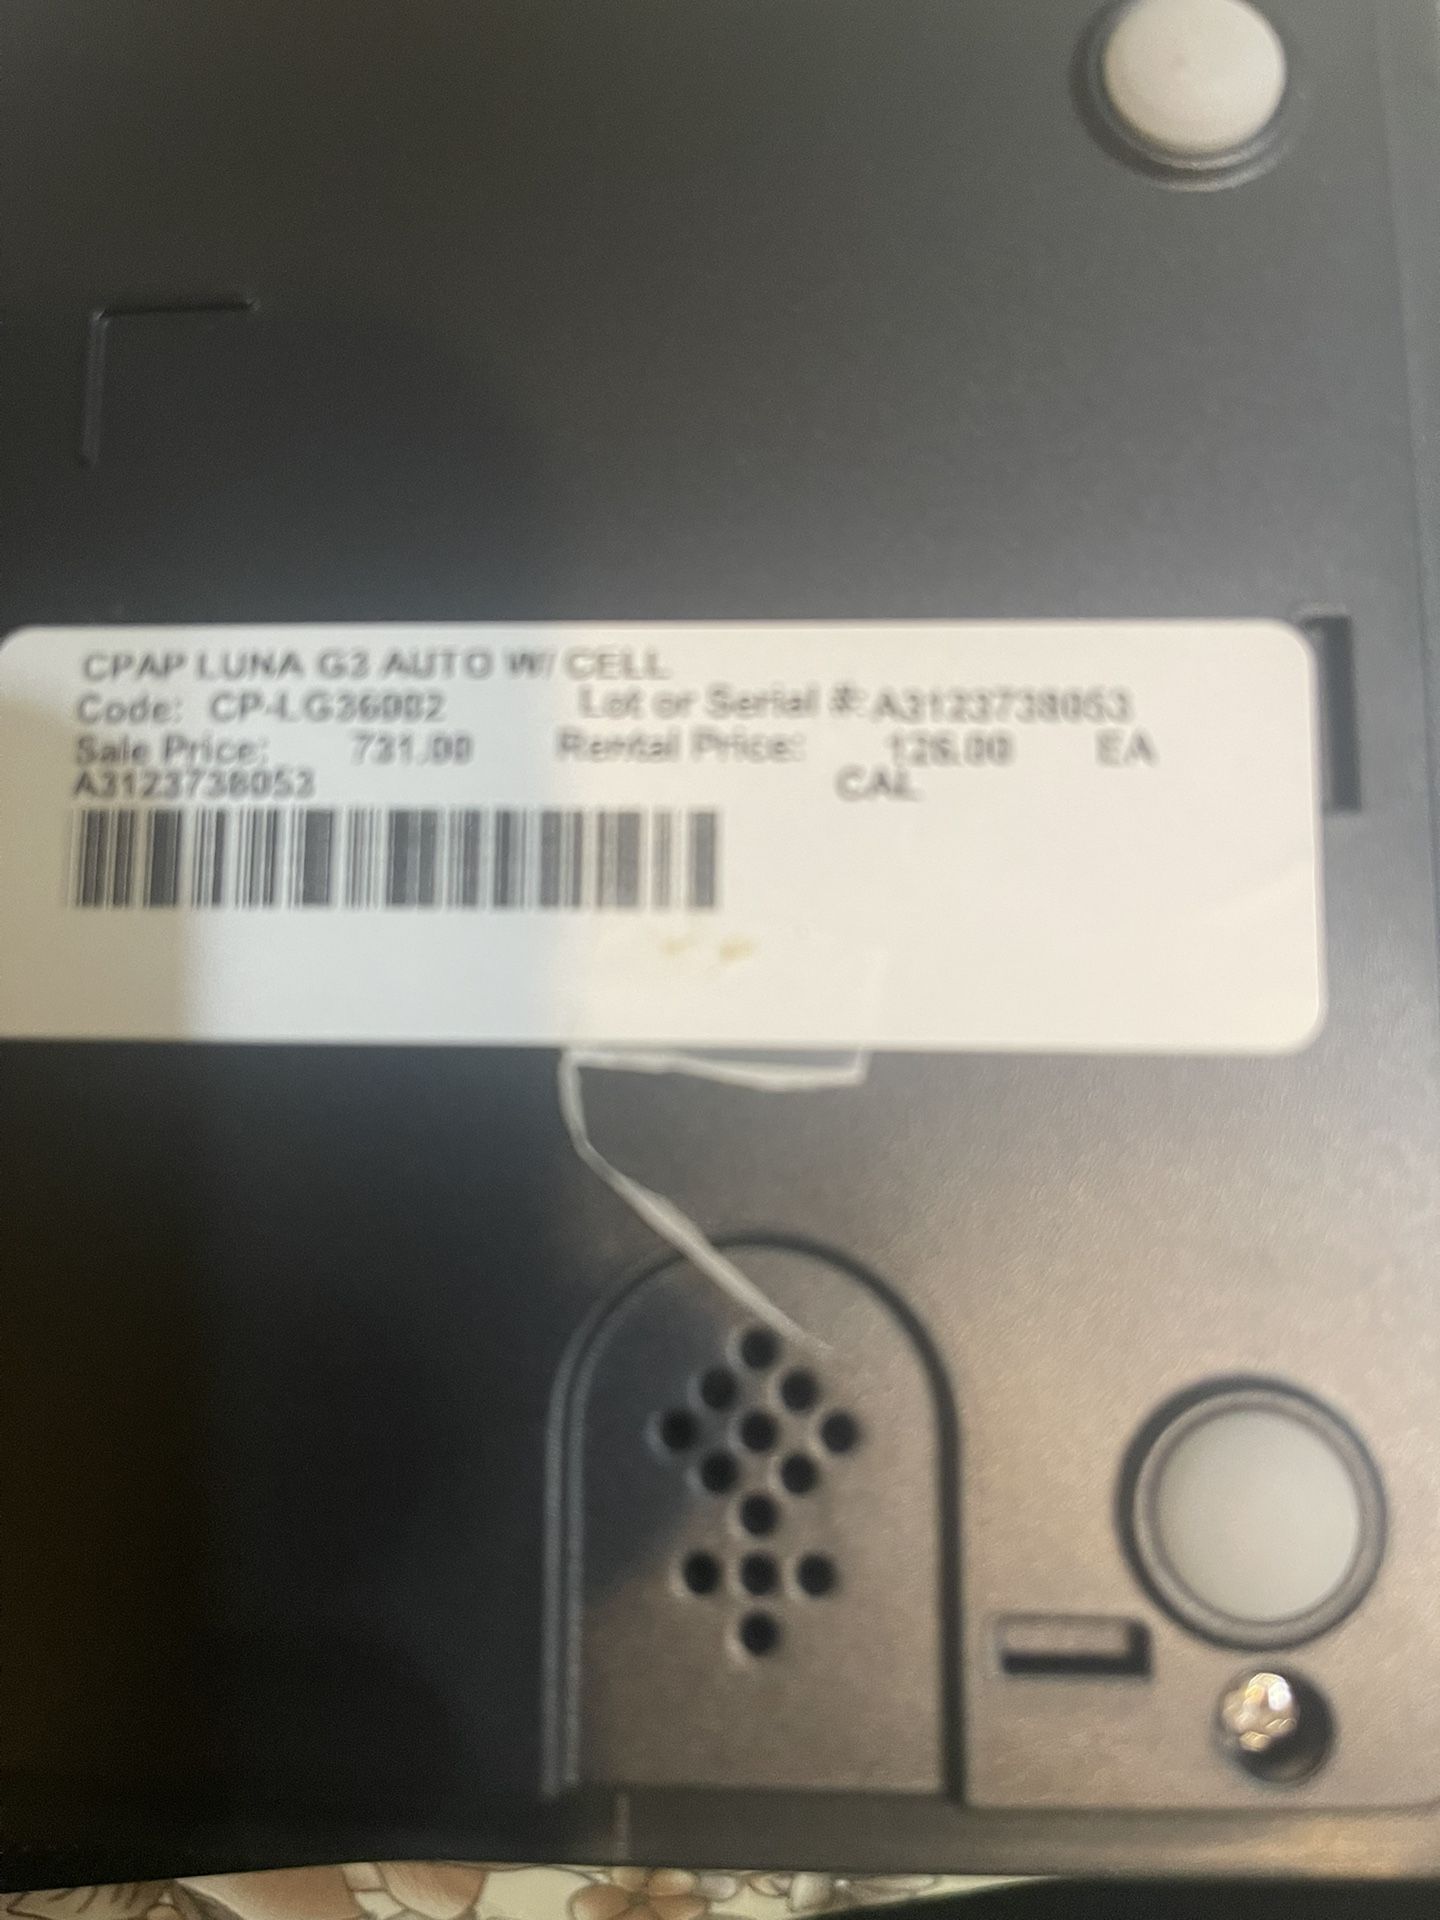 CPAP LUNA G3 AUTO W/ CELL
Code: CP-LG36002 Lot or Serial #: A3123738053
Sale Price: 731.00 Rental Price: 126.00 EA
A3123738053 CAL